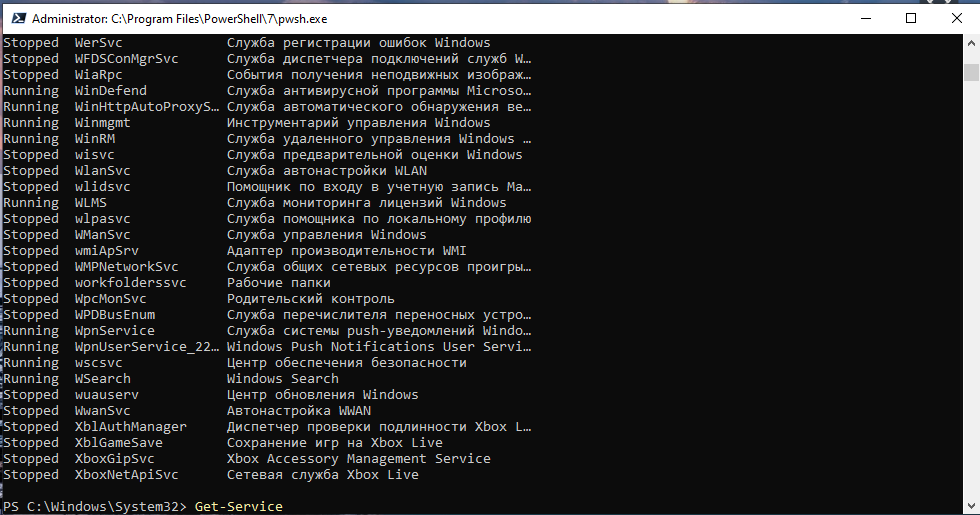 Administrator: C:\Program Files\PowerShell\7\pwsh.exe
Stopped WerSvc Служба регистрации ошибок Windows
Stopped WFDSConMgrSvc Служба диспетчера подключений служб W…
Stopped WiaRpc События получения неподвижных изображ…
Running WinDefend Служба антивирусной программы Microso…
Running WinHttpAutoProxyS… Служба автоматического обнаружения ве…
Running Winmgmt Инструментарий управления Windows
Running WinRM Служба удаленного управления Windows …
Stopped wisvc Служба предварительной оценки Windows
Stopped WlanSvc Служба автонастройки WLAN
Stopped wlidsvc Помощник по входу в учетную запись Ma…
Running WLMS Служба мониторинга лицензий Windows
Stopped wlpasvc Служба помощника по локальному профилю
Stopped WManSvc Служба управления Windows
Stopped wmiApSrv Адаптер производительности WMI
Stopped WMPNetworkSvc Служба общих сетевых ресурсов проигры…
Stopped workfolderssvc Рабочие папки
Stopped WpcMonSvc Родительский контроль
Stopped WPDBusEnum Служба перечислителя переносных устро…
Running WpnService Служба системы push-уведомлений Windo…
Running WpnUserService_22… Windows Push Notifications User Servi…
Running wscsvc Центр обеспечения безопасности
Running WSearch Windows Search
Stopped wuauserv Центр обновления Windows
Stopped WwanSvc Автонастройка WWAN
Stopped XblAuthManager Диспетчер проверки подлинности Xbox L…
Stopped XblGameSave Сохранение игр на Xbox Live
Stopped XboxGipSvc Xbox Accessory Management Service
Stopped XboxNetApiSvc Сетевая служба Xbox Live
PS C:\Windows\System32> Get-Service